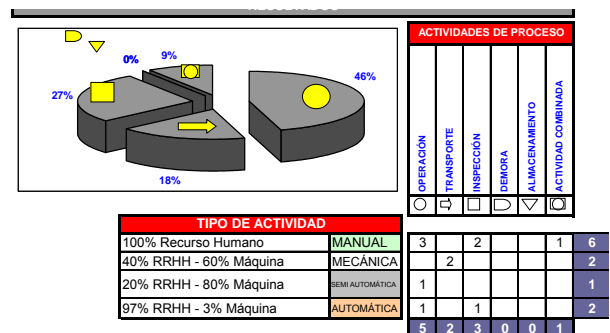 RESULTADOS
ACTIVIDADES DE PROCESO
0%
9%
46%
27%
18%
OPERACIÓN
TRANSPORTE
INSPECCIÓN
DEMORA
ALMACENAMIENTO
ACTIVIDAD COMBINADA
TIPO DE ACTIVIDAD
100% Recurso Humano MANUAL 3 2 1 6
40% RRHH - 60% Máquina MECÁNICA 2 2
20% RRHH - 80% Máquina SEMI AUTOMÁTICA 1 1
97% RRHH - 3% Máquina AUTOMÁTICA 1 1 2
5 2 3 0 0 1